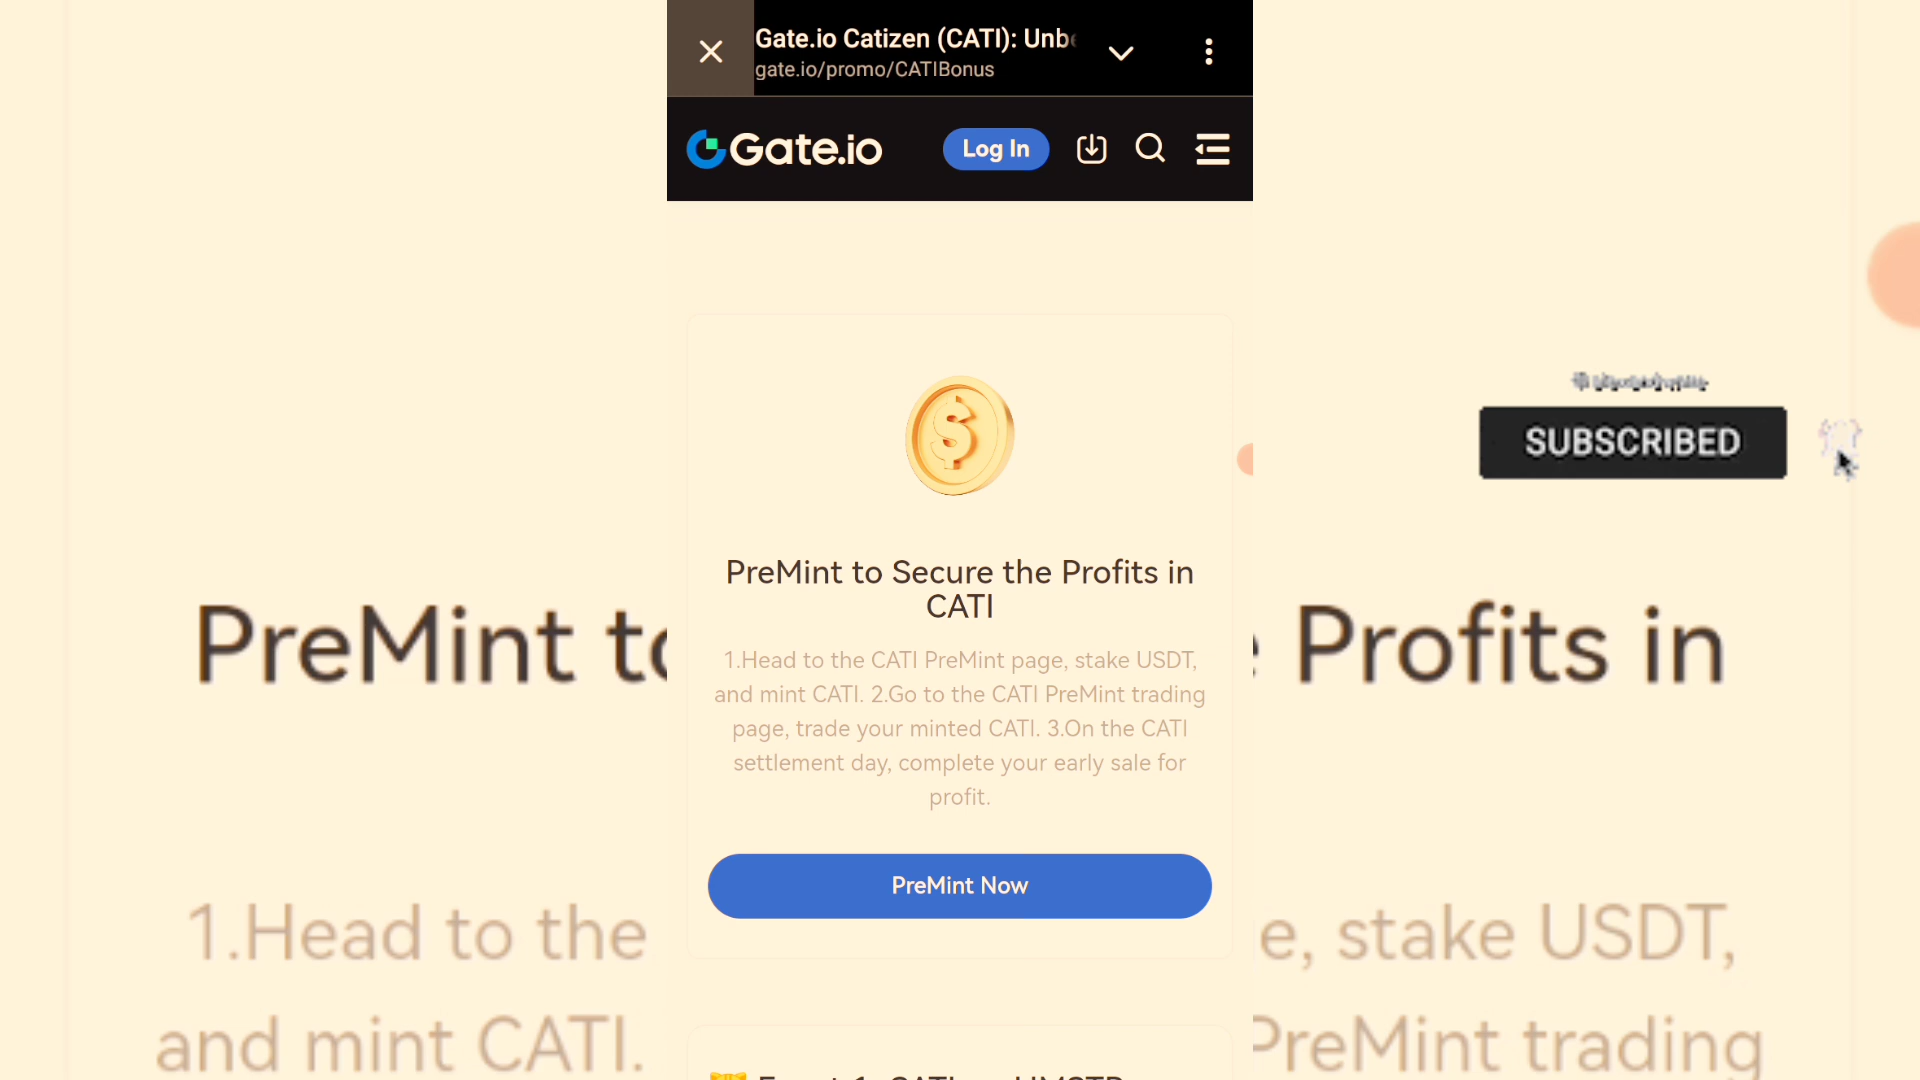 Gate.io Catizen (CATI): Unb
gate.io/promo/CATIBonus
Gate.io
Log In
SUBSCRIBED
PreMint to Secure the Profits in
CATI
1.Head to the CATI PreMint page, stake USDT,
and mint CATI. 2.Go to the CATI PreMint trading
page, trade your minted CATI. 3.On the CATI
settlement day, complete your early sale for
profit.
PreMint Now
PreMint to
Profits in
1.Head to the
e, stake USDT,
and mint CATI.
PreMint trading